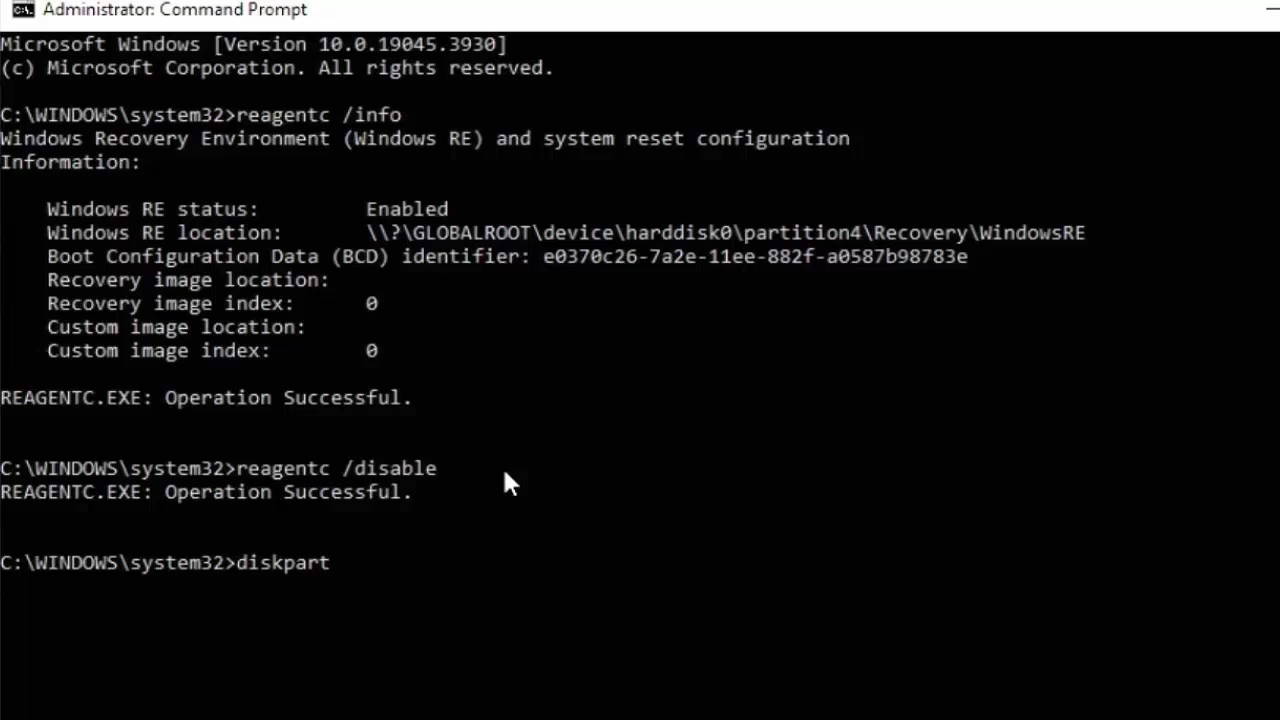 Administrator: Command Prompt
Microsoft Windows [Version 10.0.19045.3930]
(c) Microsoft Corporation. All rights reserved.
C:\WINDOWS\system32>reagentc /info
Windows Recovery Environment (Windows RE) and system reset configuration
Information:
Windows RE status: Enabled
Windows RE location: \\?\GLOBALROOT\device\harddisk0\partition4\Recovery\WindowsRE
Boot Configuration Data (BCD) identifier: e0370c26-7a2e-11ee-882f-a0587b98783e
Recovery image location:
Recovery image index: 0
Custom image location:
Custom image index: 0
REAGENTC.EXE: Operation Successful.
C:\WINDOWS\system32>reagentc /disable
REAGENTC.EXE: Operation Successful.
C:\WINDOWS\system32>diskpart